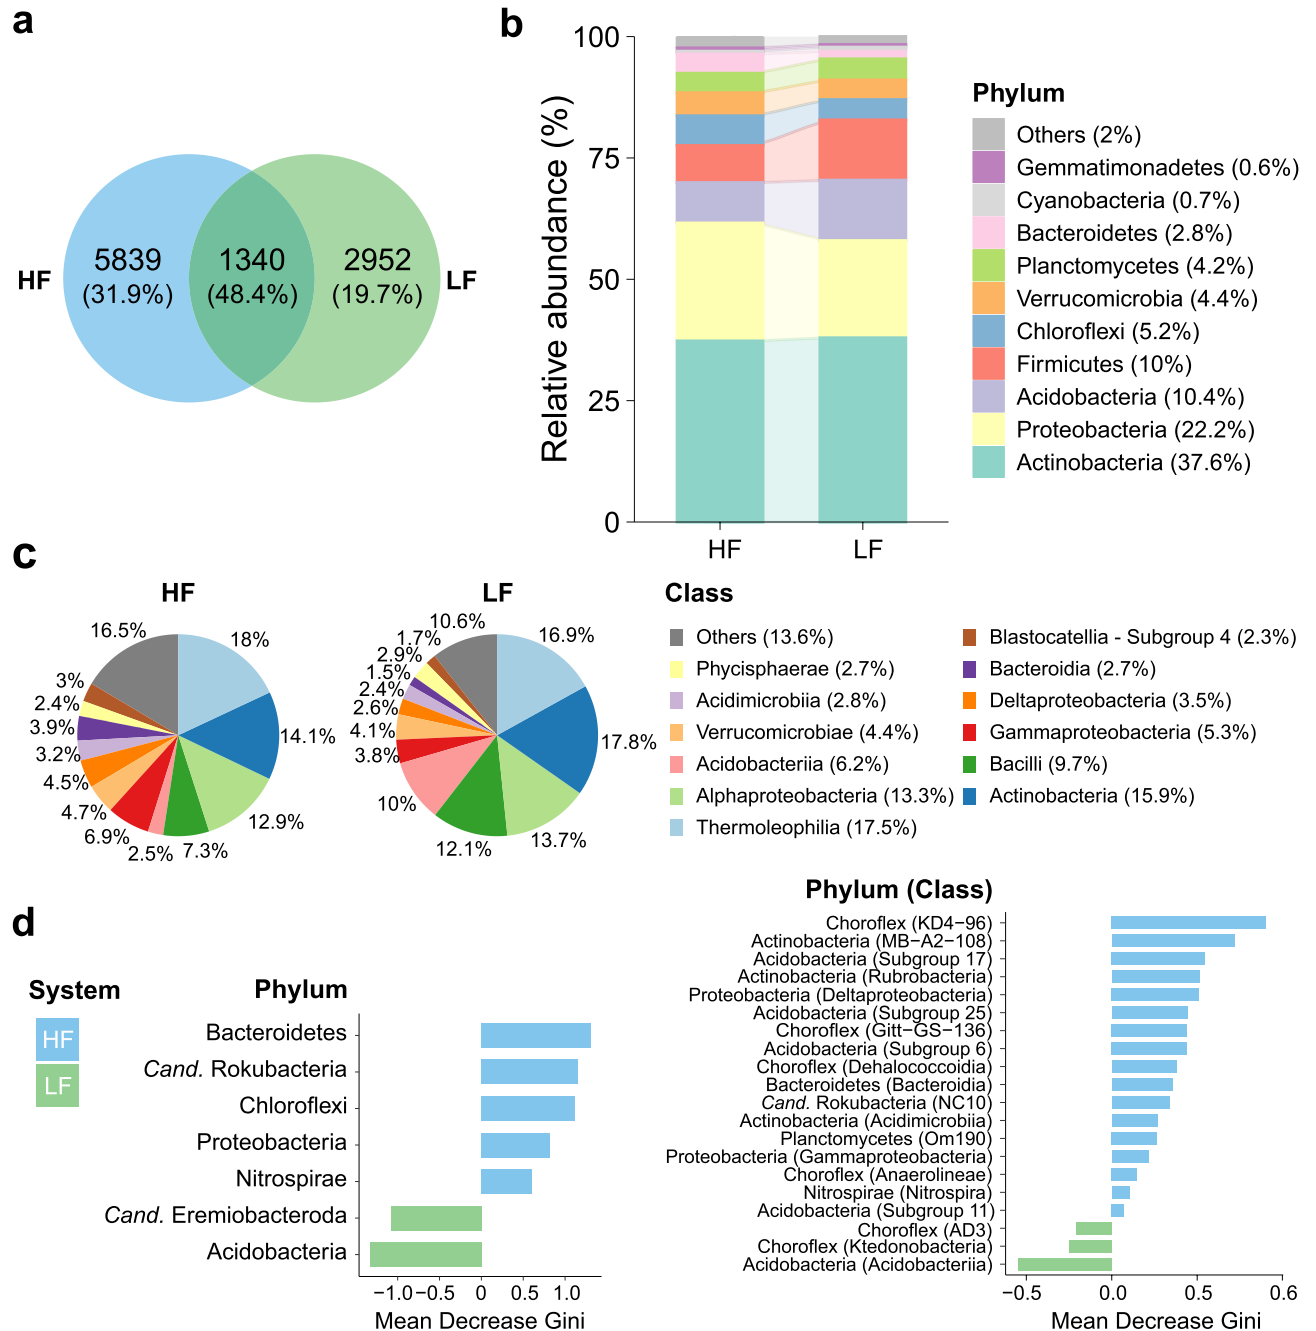 a
HF
5839
(31.9%)
1340
(48.4%)
2952
(19.7%)
LF
b
Relative abundance (%)
100
75
50
25
0
HF
LF
Phylum
Others (2%)
Gemmatimonadetes (0.6%)
Cyanobacteria (0.7%)
Bacteroidetes (2.8%)
Planctomycetes (4.2%)
Verrucomicrobia (4.4%)
Chloroflexi (5.2%)
Firmicutes (10%)
Acidobacteria (10.4%)
Proteobacteria (22.2%)
Actinobacteria (37.6%)
c
HF
18%
14.1%
12.9%
7.3%
2.5%
6.9%
4.7%
4.5%
3.2%
3.9%
2.4%
3%
16.5%
LF
16.9%
17.8%
13.7%
12.1%
10%
3.8%
4.1%
2.6%
2.4%
1.5%
2.9%
1.7%
10.6%
Class
Others (13.6%)
Phycisphaerae (2.7%)
Acidimicrobiia (2.8%)
Verrucomicrobiae (4.4%)
Acidobacteriia (6.2%)
Alphaproteobacteria (13.3%)
Thermoleophilia (17.5%)
Blastocatellia - Subgroup 4 (2.3%)
Bacteroidia (2.7%)
Deltaproteobacteria (3.5%)
Gammaproteobacteria (5.3%)
Bacilli (9.7%)
Actinobacteria (15.9%)
d
System
HF
LF
Phylum
Bacteroidetes
Cand. Rokubacteria
Chloroflexi
Proteobacteria
Nitrospirae
Cand. Eremiobacteroda
Acidobacteria
−1.0 −0.5 0 0.5 1.0
Mean Decrease Gini
Phylum (Class)
Choroflex (KD4−96)
Actinobacteria (MB−A2−108)
Acidobacteria (Subgroup 17)
Actinobacteria (Rubrobacteria)
Proteobacteria (Deltaproteobacteria)
Acidobacteria (Subgroup 25)
Choroflex (Gitt−GS−136)
Acidobacteria (Subgroup 6)
Choroflex (Dehalococcoidia)
Bacteroidetes (Bacteroidia)
Cand. Rokubacteria (NC10)
Actinobacteria (Acidimicrobiia)
Planctomycetes (Om190)
Proteobacteria (Gammaproteobacteria)
Choroflex (Anaerolineae)
Nitrospirae (Nitrospira)
Acidobacteria (Subgroup 11)
Choroflex (AD3)
Choroflex (Ktedonobacteria)
Acidobacteria (Acidobacteriia)
−0.5 0.0 0.5 0.6
Mean Decrease Gini